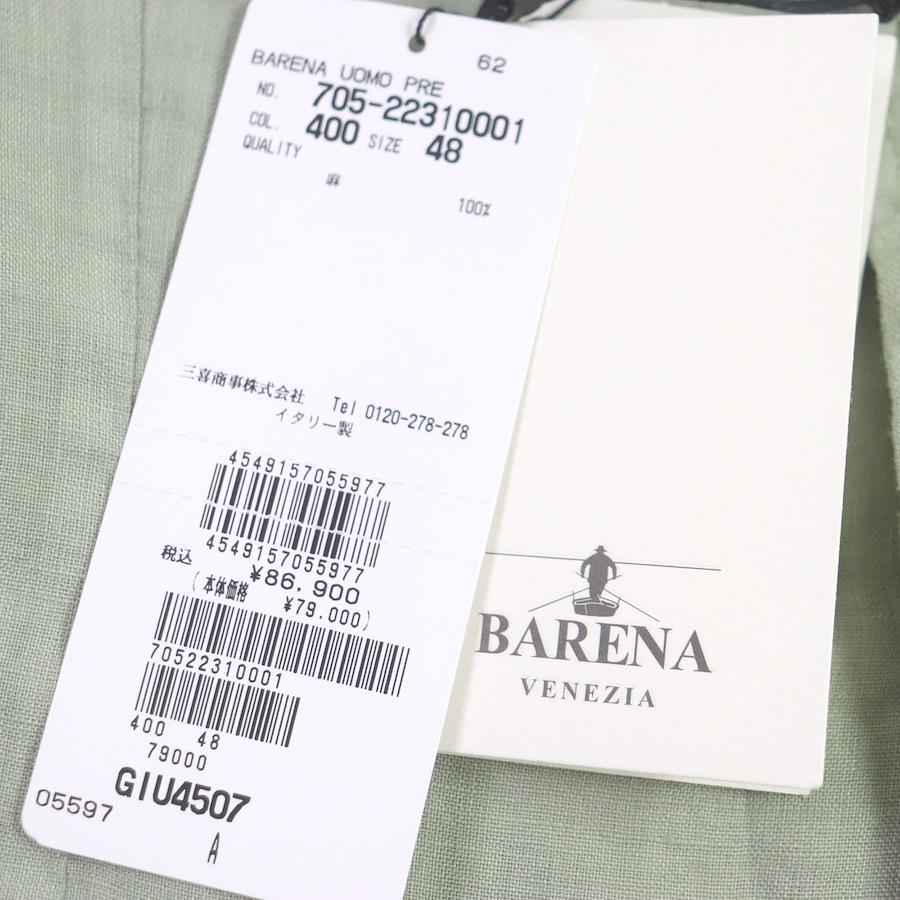 62
BARENA UOMO PRE
NO. 705-22310001
COL. 400 SIZE 48
QUALITY
麻 100%
三喜商事株式会社 Tel 0120-278-278
イタリー製
4549157055977
4549157055977
税込 ¥86,900
(本体価格 ¥79.000)
70522310001
400 48
79000
GIU4507
05597
A
BARENA
VENEZIA